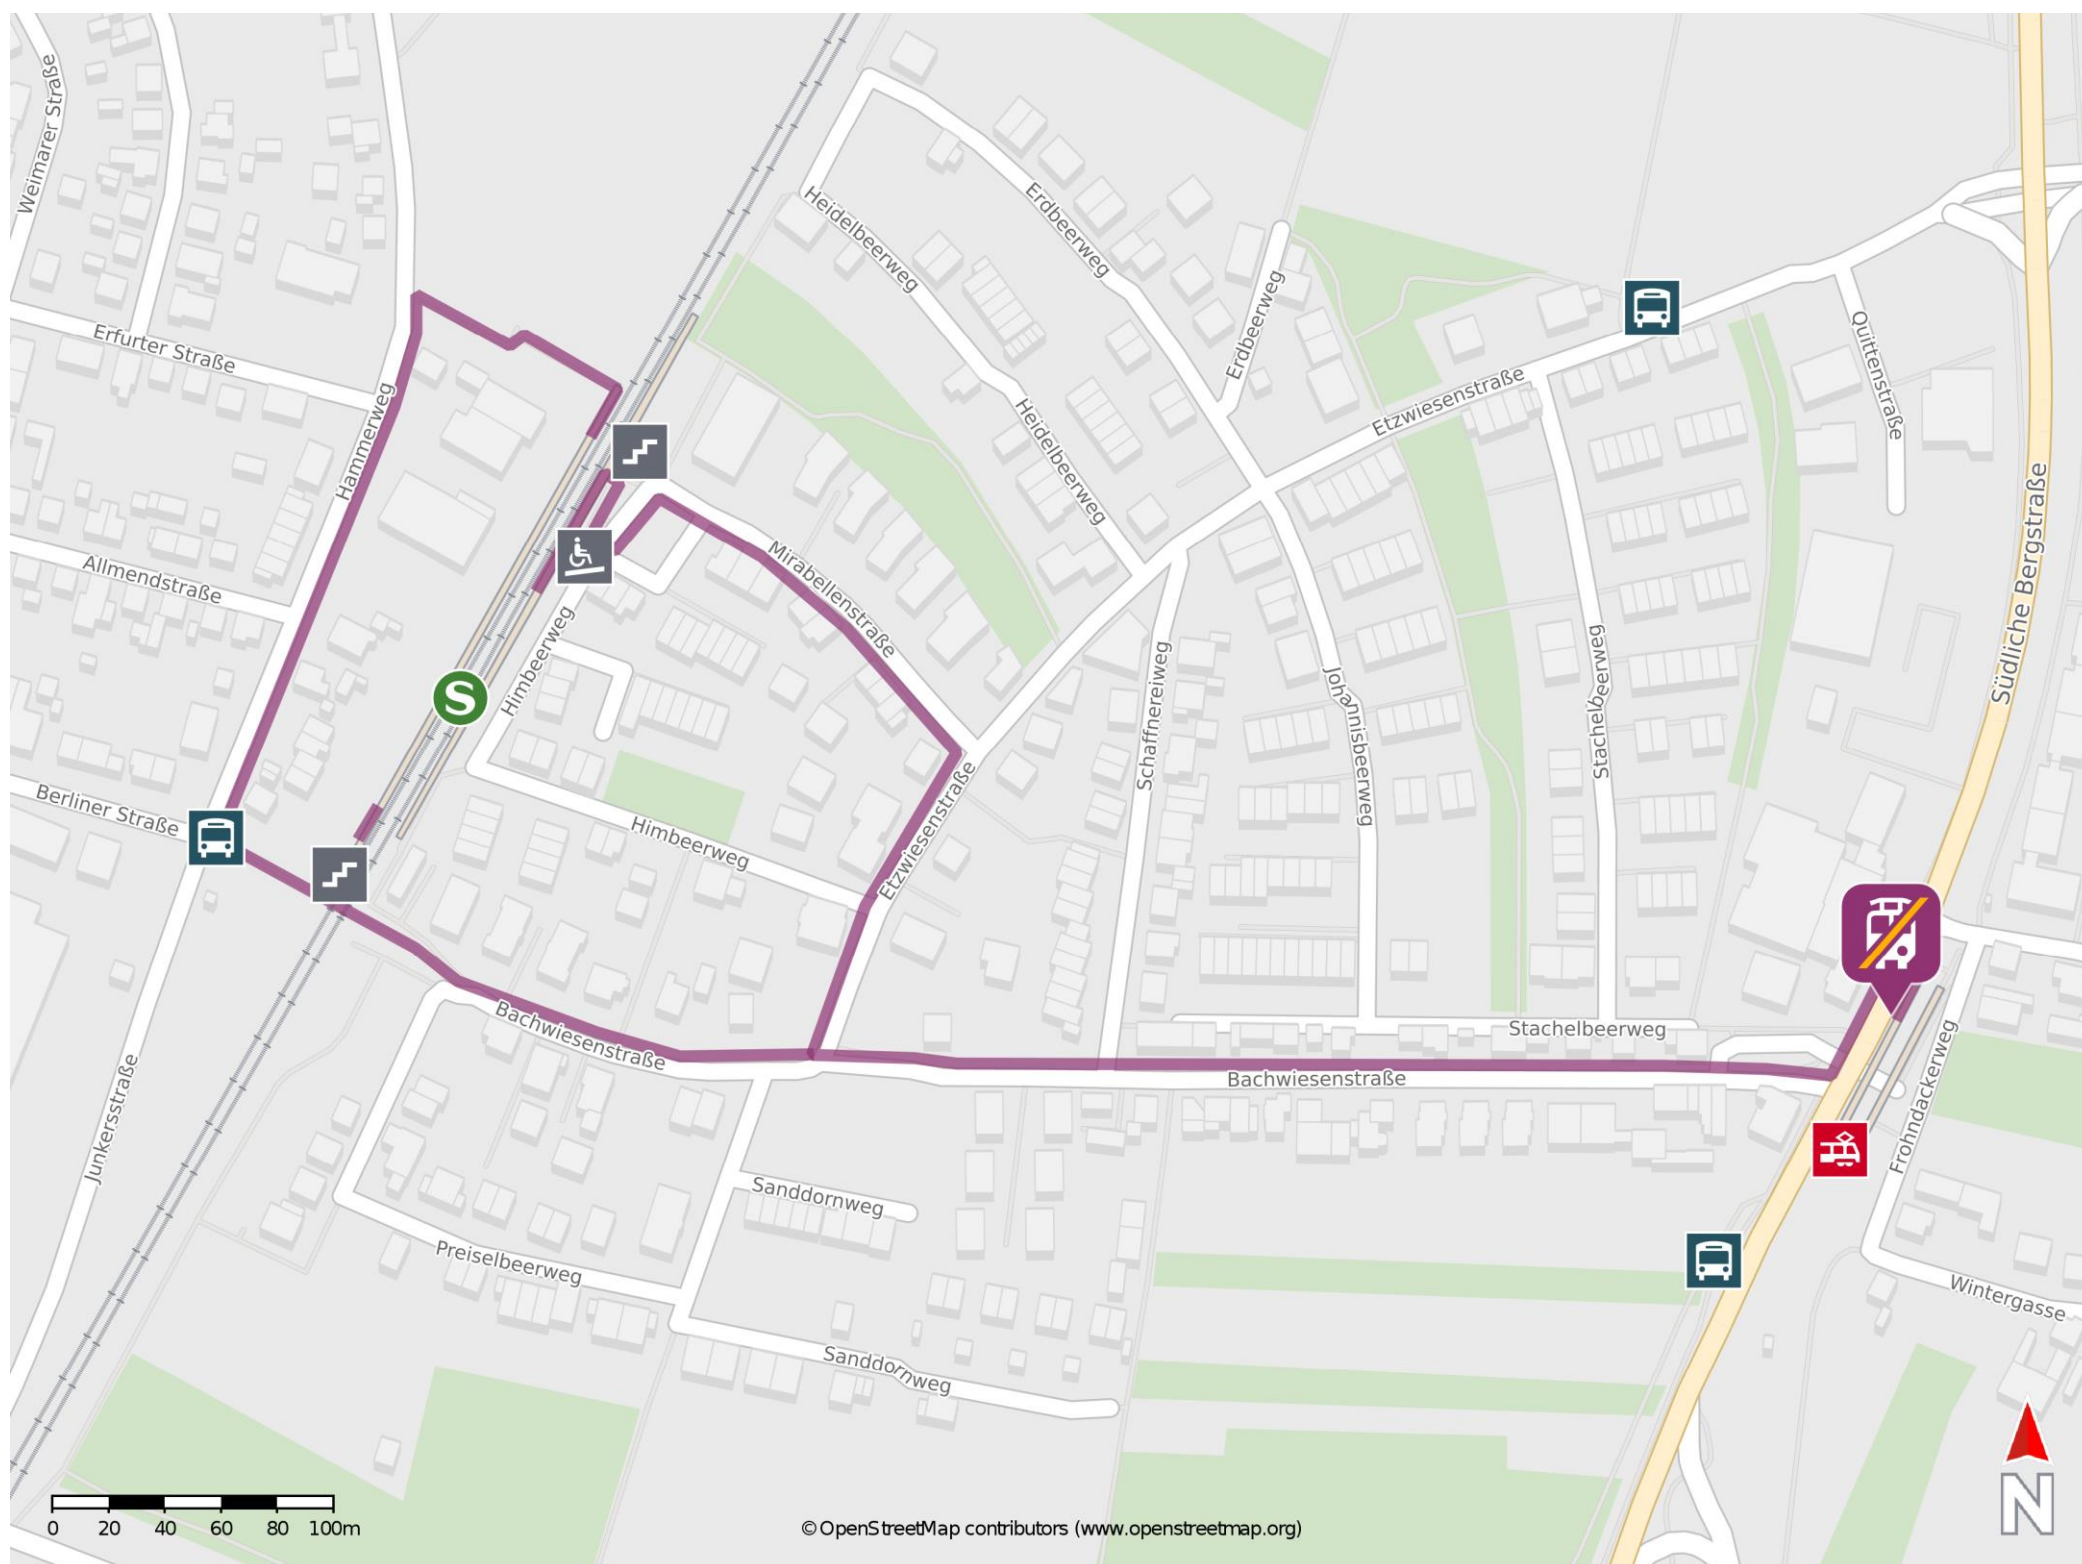 Weimarer Straße
Erfurter Straße
Hammerweg
Allmendstraße
Berliner Straße
Junkersstraße
Heidelbeerweg
Erdbeerweg
Erdbeerweg
Heidelbeerweg
Etzwiesenstraße
Quittenstraße
Südliche Bergstraße
Mirabellenstraße
Himbeerweg
S
Himbeerweg
Etzwiesenstraße
Schaffnereiweg
Johannisbeerweg
Stachelbeerweg
Stachelbeerweg
Bachwiesenstraße
Bachwiesenstraße
Frohndackerweg
Sanddornweg
Preiselbeerweg
Sanddornweg
Wintergasse
N
0 20 40 60 80 100m
© OpenStreetMap contributors (www.openstreetmap.org)